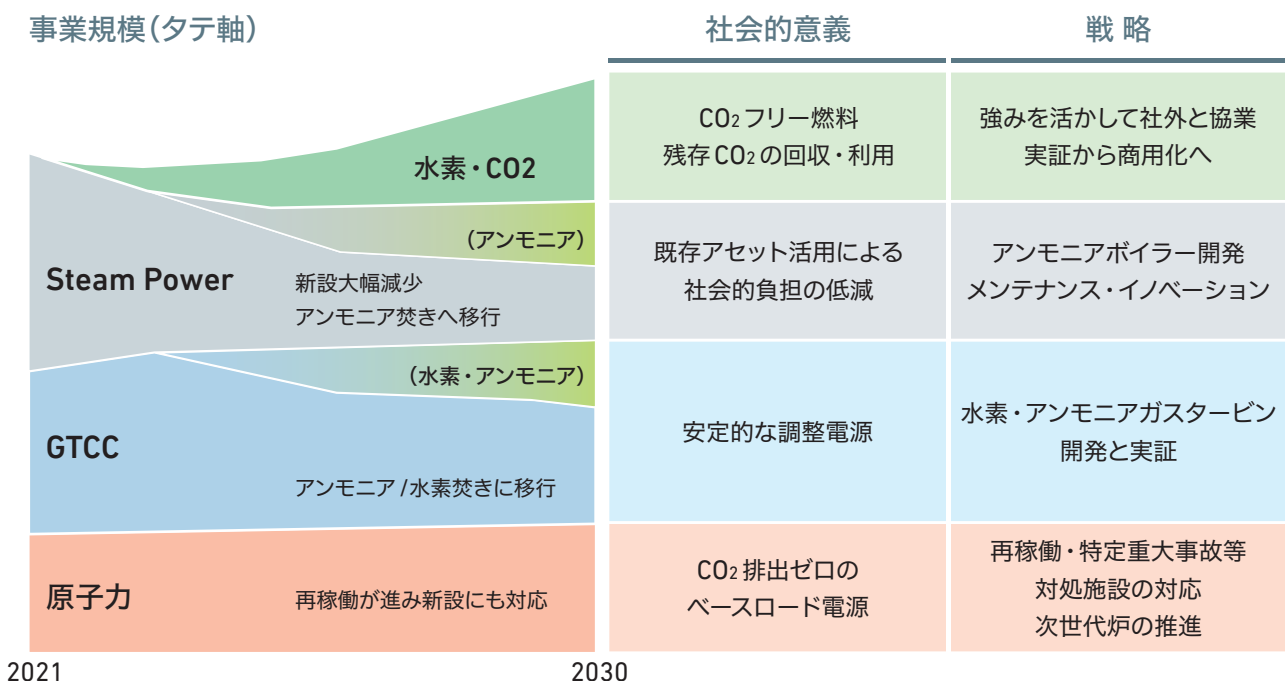 事業規模(タテ軸)
社会的意義
戦 略
水素・CO2
CO₂フリー燃料
残存CO₂の回収・利用
強みを活かして社外と協業
実証から商用化へ
(アンモニア)
Steam Power
新設大幅減少
アンモニア焚きへ移行
既存アセット活用による
社会的負担の低減
アンモニアボイラー開発
メンテナンス・イノベーション
(水素・アンモニア)
GTCC
アンモニア/水素焚きに移行
安定的な調整電源
水素・アンモニアガスタービン
開発と実証
原子力
再稼働が進み新設にも対応
CO₂排出ゼロの
ベースロード電源
再稼働・特定重大事故等
対処施設の対応
次世代炉の推進
2021
2030